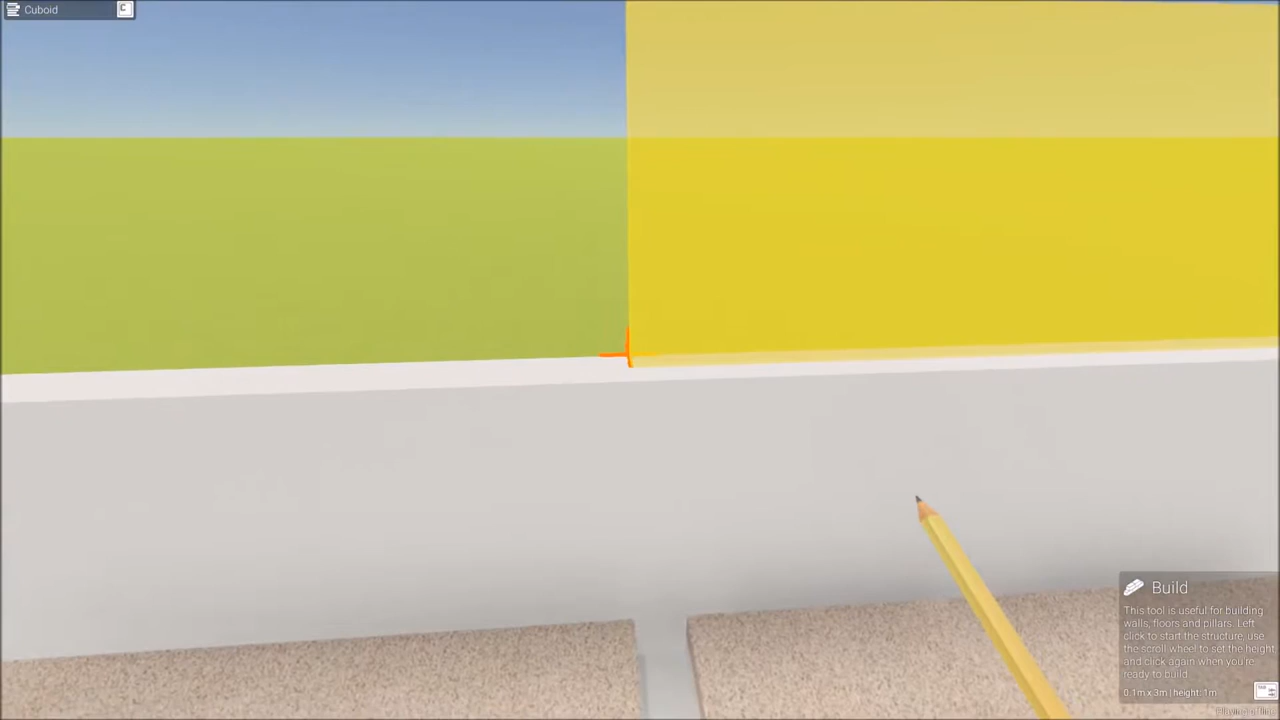 Cuboid
C
Build
This tool is useful for building
walls, floors and pillars. Left
click to start the structure, use
the scroll wheel to set the height
and click again when you're
ready to build.
0.1m x 3m | height: 1m
Playing offline